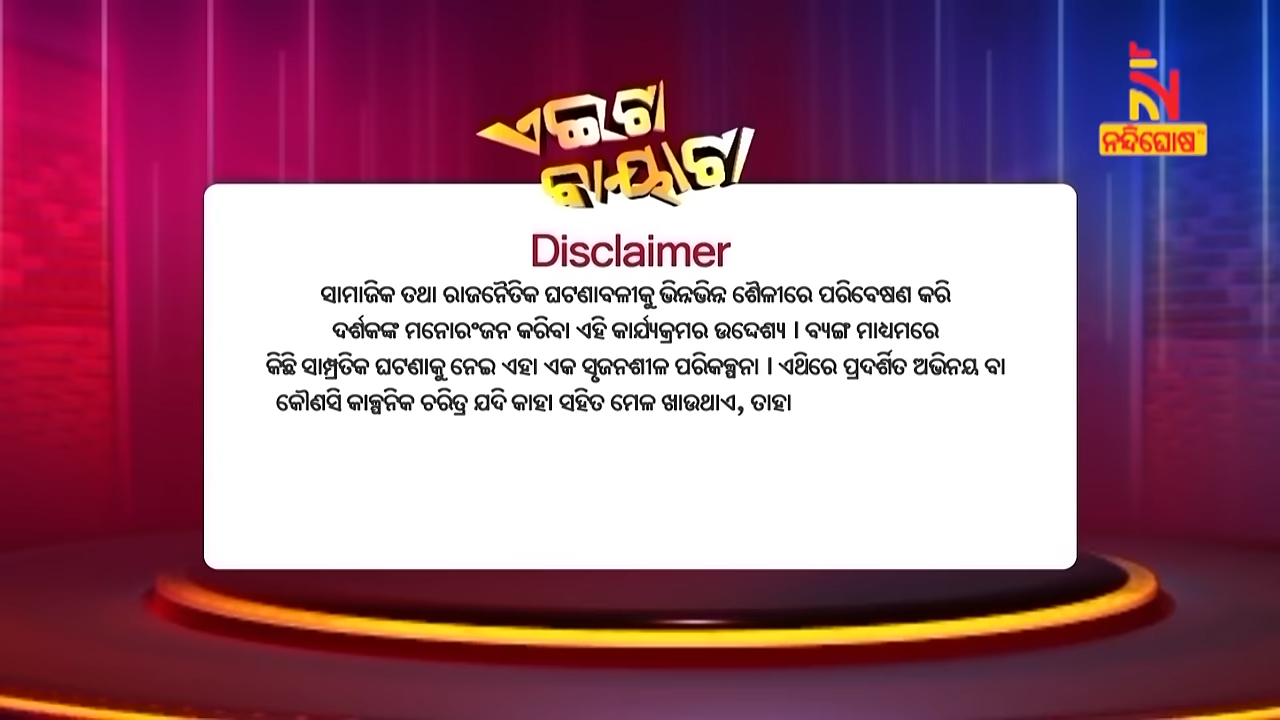 ଏଇଟା
ବାୟାଟା
ନନ୍ଦିଘୋଷ
Disclaimer
ସାମାଜିକ ତଥା ରାଜନୈତିକ ଘଟଣାବଳୀକୁ ଭିନ୍ନଭିନ୍ନ ଶୈଳୀରେ ପରିବେଷଣ କରି
ଦର୍ଶକଙ୍କ ମନୋରଂଜନ କରିବା ଏହି କାର୍ଯ୍ୟକ୍ରମର ଉଦ୍ଦେଶ୍ୟ । ବ୍ୟଙ୍ଗ ମାଧ୍ୟମରେ
କିଛି ସାମ୍ପ୍ରତିକ ଘଟଣାକୁ ନେଇ ଏହା ଏକ ସୃଜନଶୀଳ ପରିକଳ୍ପନା । ଏଥିରେ ପ୍ରଦର୍ଶିତ ଅଭିନୟ ବା
କୌଣସି କାଳ୍ପନିକ ଚରିତ୍ର ଯଦି କାହା ସହିତ ମେଳ ଖାଉଥାଏ, ତାହା